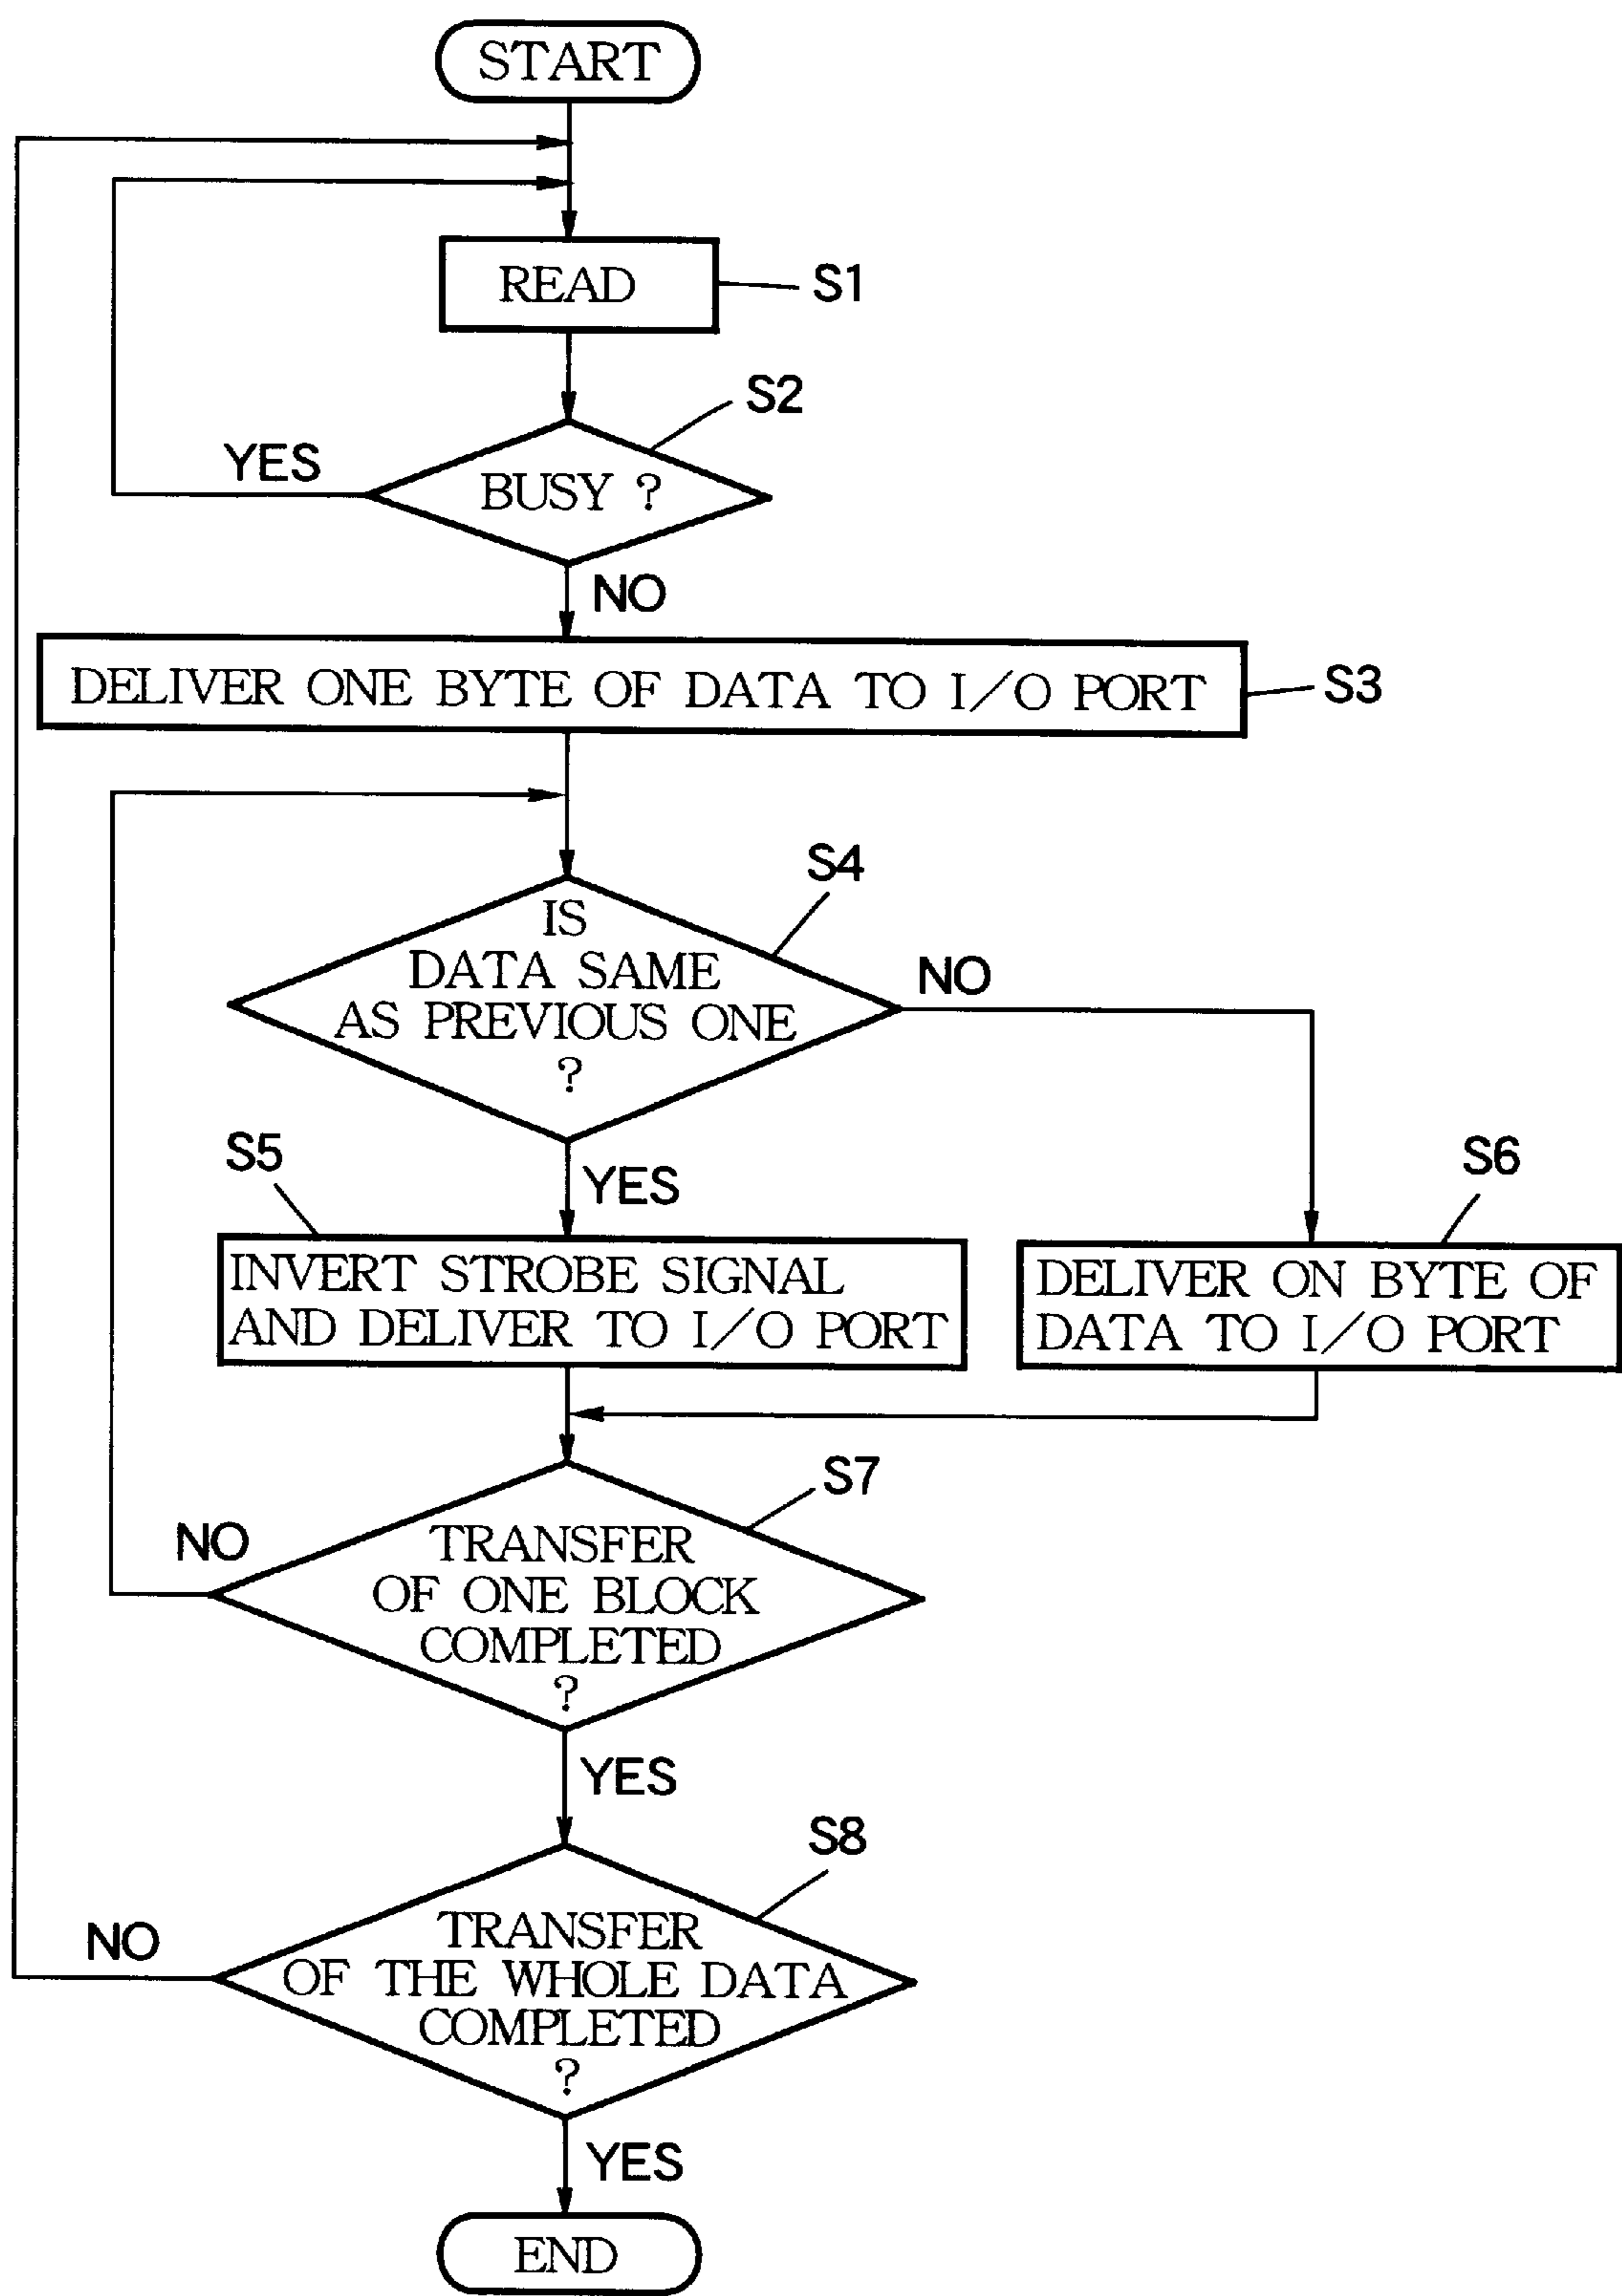 START
READ
S1
S2
YES
BUSY ?
NO
DELIVER ONE BYTE OF DATA TO I/O PORT
S3
S4
IS
DATA SAME
AS PREVIOUS ONE
?
NO
S5
YES
S6
INVERT STROBE SIGNAL
AND DELIVER TO I/O PORT
DELIVER ON BYTE OF
DATA TO I/O PORT
S7
NO
TRANSFER
OF ONE BLOCK
COMPLETED
?
YES
S8
NO
TRANSFER
OF THE WHOLE DATA
COMPLETED
?
YES
END